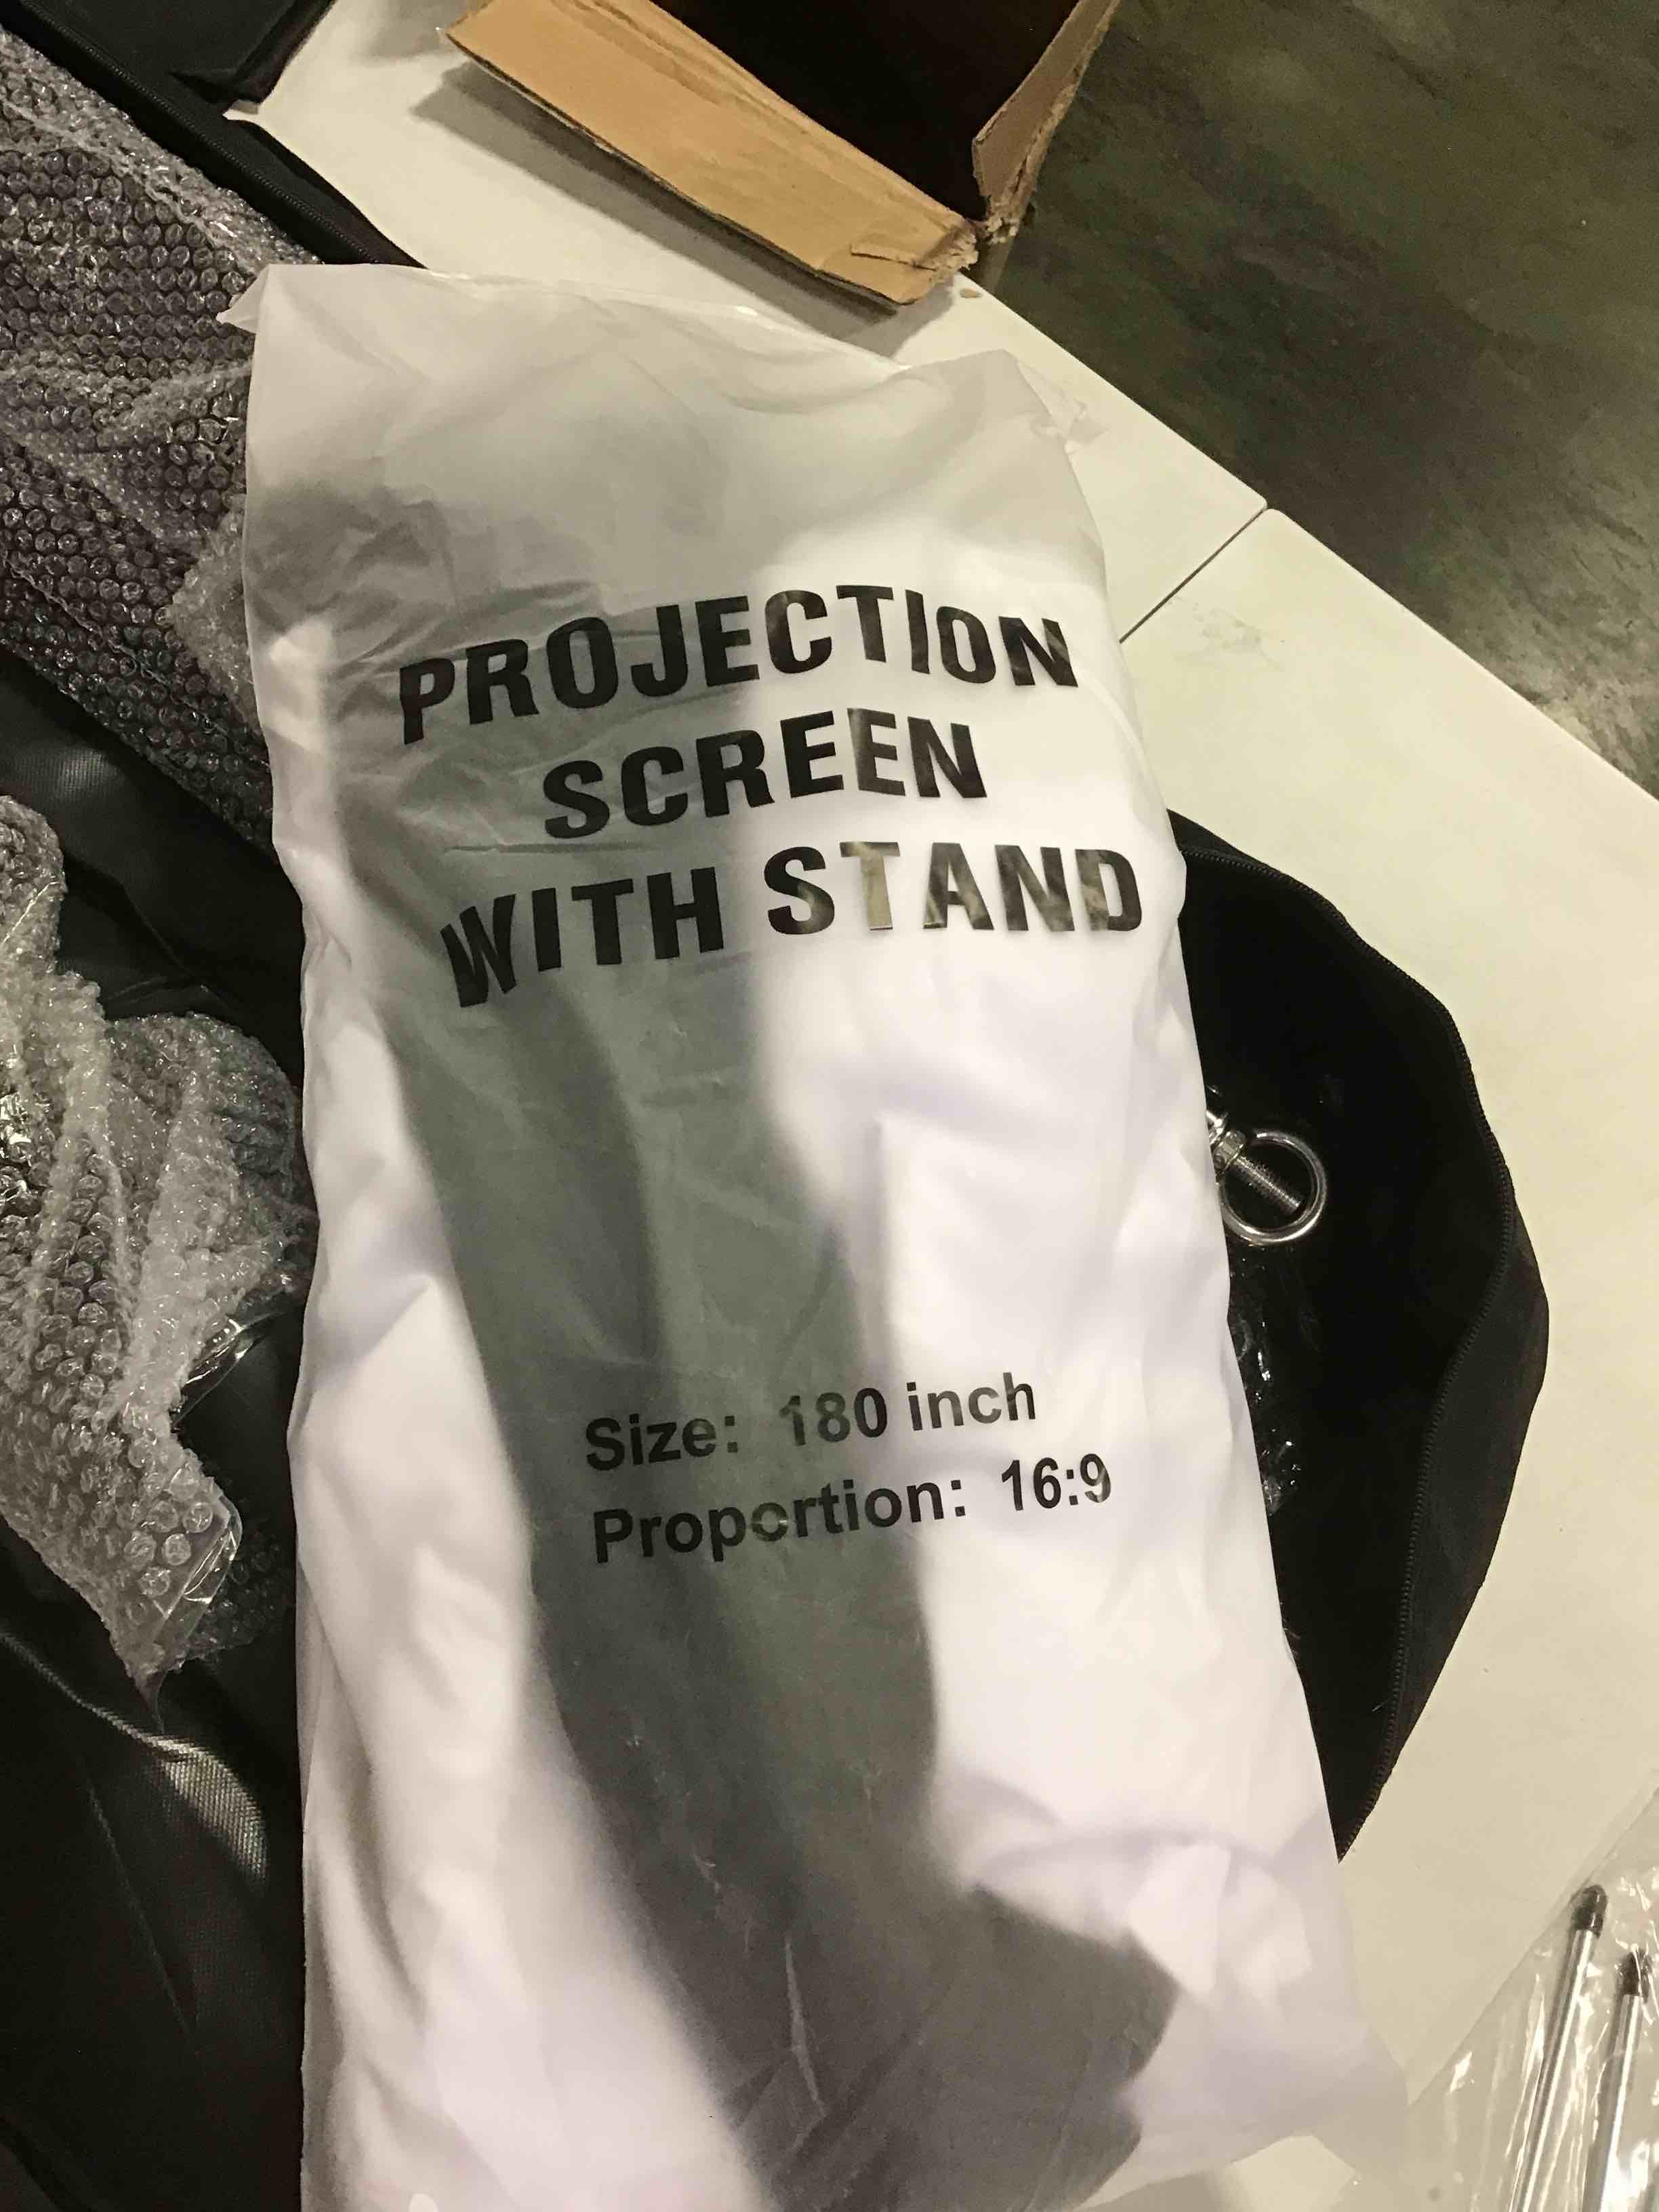 PROJECTION
SCREEN
WITH STAND
Size: 180 inch
Proportion: 16:9